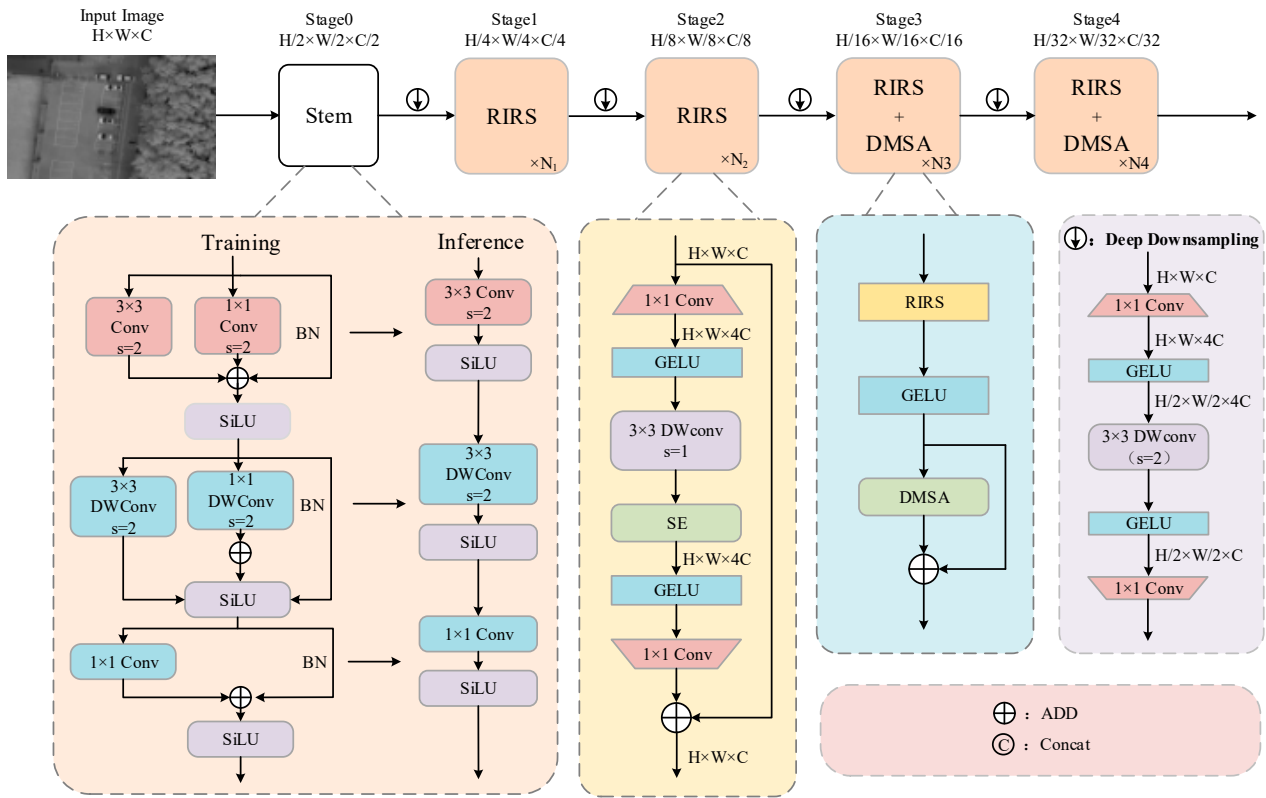 Input Image
H×W×C
Stage0
H/2×W/2×C/2
Stage1
H/4×W/4×C/4
Stage2
H/8×W/8×C/8
Stage3
H/16×W/16×C/16
Stage4
H/32×W/32×C/32
Stem
RIRS
×N₁
RIRS
×N₂
RIRS
+
DMSA
×N3
RIRS
+
DMSA
×N4
Training
3×3
Conv
s=2
1×1
Conv
s=2
BN
SiLU
3×3
DWConv
s=2
1×1
DWConv
s=2
BN
SiLU
1×1 Conv
BN
SiLU
Inference
3×3 Conv
s=2
SiLU
3×3
DWConv
s=2
SiLU
1×1 Conv
SiLU
H×W×C
1×1 Conv
H×W×4C
GELU
3×3 DWconv
s=1
SE
H×W×4C
GELU
1×1 Conv
H×W×C
RIRS
GELU
DMSA
: Deep Downsampling
H×W×C
1×1 Conv
H×W×4C
GELU
H/2×W/2×4C
3×3 DWconv
（s=2）
GELU
H/2×W/2×C
1×1 Conv
: ADD
C : Concat